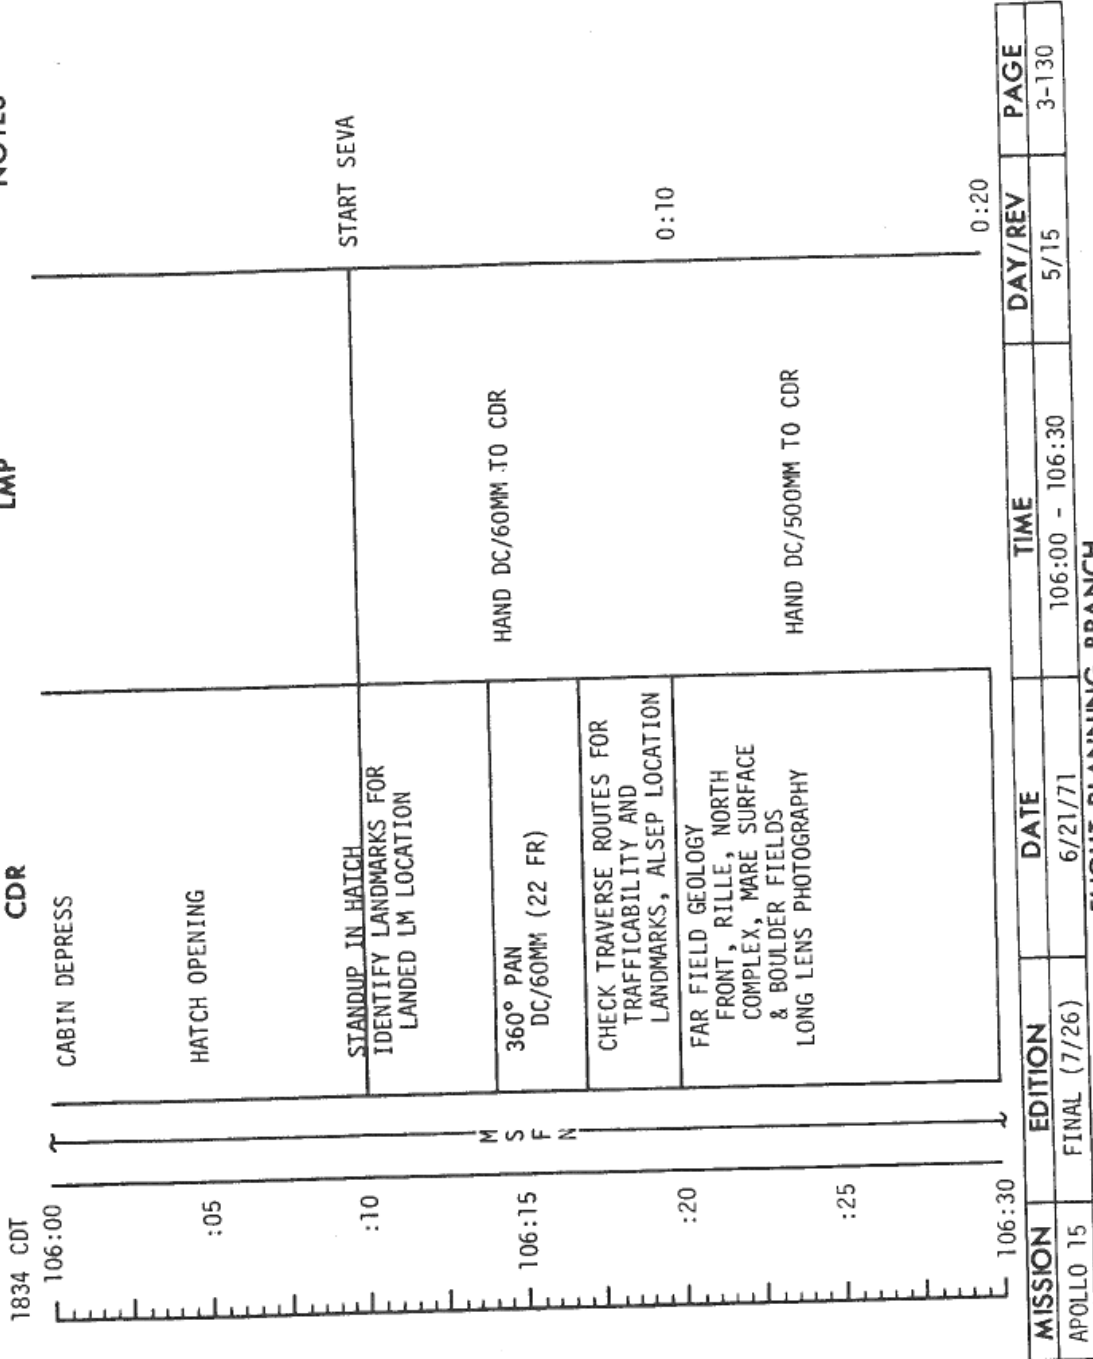 1834 CDT
CDR
LMP
NOTES
106:00
:05
:10
106:15
:20
:25
106:30
M
S
F
N
CABIN DEPRESS
HATCH OPENING
STANDUP IN HATCH
IDENTIFY LANDMARKS FOR
LANDED LM LOCATION
360° PAN
DC/60MM (22 FR)
CHECK TRAVERSE ROUTES FOR
TRAFFICABILITY AND
LANDMARKS, ALSEP LOCATION
FAR FIELD GEOLOGY
FRONT, RILLE, NORTH
COMPLEX, MARE SURFACE
& BOULDER FIELDS
LONG LENS PHOTOGRAPHY
HAND DC/60MM TO CDR
HAND DC/500MM TO CDR
START SEVA
0:10
0:20
MISSION EDITION DATE TIME DAY/REV PAGE
APOLLO 15 FINAL (7/26) 6/21/71 106:00 - 106:30 5/15 3-130
FLIGHT PLANNING BRANCH